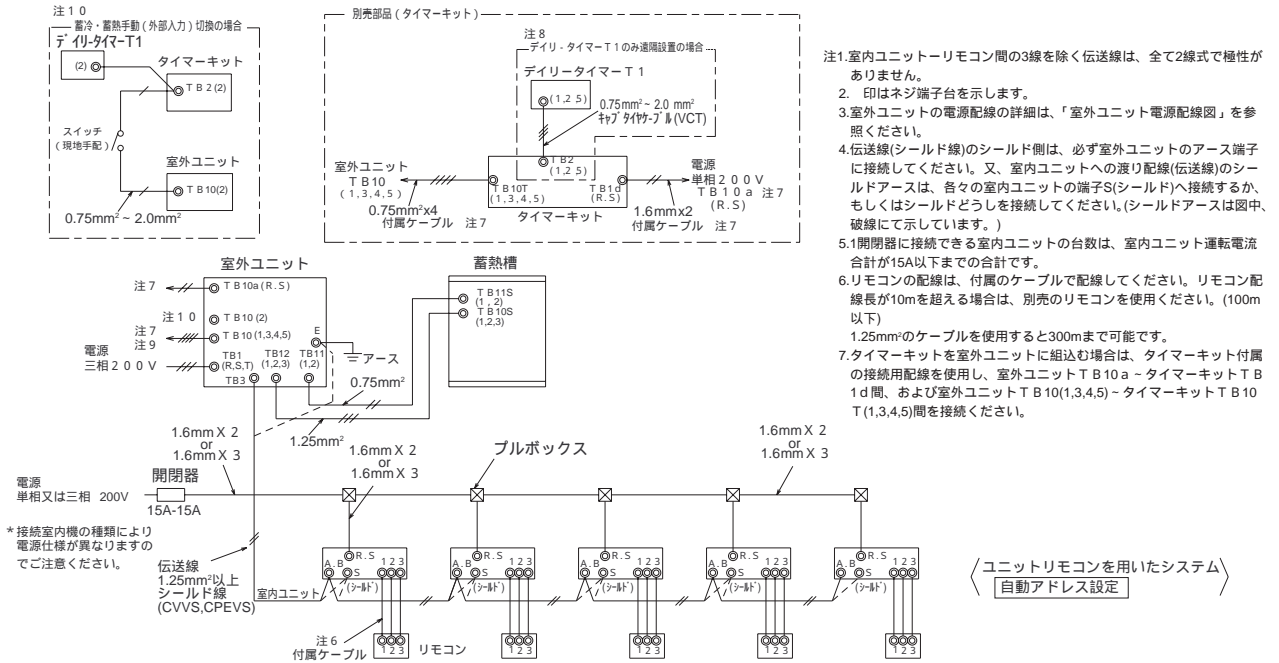 注１０
蓄冷・蓄熱手動(外部入力)切換の場合
デイリ-タイマーT1
(2)
タイマーキット
ＴＢ2(2)
スイッチ
(現地手配)
室外ユニット
ＴＢ10(2)
0.75mm²~2.0mm²
別売部品(タイマーキット)
注８
デイリ-タイマーＴ１のみ遠隔設置の場合
デイリータイマーＴ１
(1,2 5)
0.75mm²~2.0 mm²
ｷｬﾌﾞﾀｲﾔｹｰﾌﾞﾙ(VCT)
室外ユニット
ＴＢ10
(1,3,4,5)
0.75mm²x4
付属ケーブル 注７
ＴＢ2
(1,2 5)
ＴＢ10T
(1,3,4,5)
ＴＢ1d
(R.S)
タイマーキット
電源
単相２００Ｖ
ＴＢ10ａ 注７
(R.S)
1.6mmx2
付属ケーブル 注７
室外ユニット
注７
ＴＢ10a(R.S)
注１０
ＴＢ10(2)
注７
注９
ＴＢ10(1,3,4,5)
電源
三相２００Ｖ
TB1
(R,S,T)
TB12
(1,2,3)
TB11
(1,2)
TB3
E
アース
0.75mm²
1.25mm²
蓄熱槽
ＴＢ11S
(1,2)
ＴＢ10S
(1,2,3)
1.6mmＸ２
or
1.6mmＸ３
1.6mmＸ２
or
1.6mmＸ３
プルボックス
1.6mmＸ２
or
1.6mmＸ３
電源
単相又は三相 200V
開閉器
15A-15A
＊接続室内機の種類により
電源仕様が異なりますの
でご注意ください。
伝送線
1.25mm²以上
シールド線
(CVVS,CPEVS)
室内ユニット
A.B
R.S
S
1 2 3
(ｼｰﾙﾄﾞ)
A.B
R.S
S
1 2 3
(ｼｰﾙﾄﾞ)
A.B
R.S
S
1 2 3
(ｼｰﾙﾄﾞ)
A.B
R.S
S
1 2 3
(ｼｰﾙﾄﾞ)
A.B
R.S
S
1 2 3
(ｼｰﾙﾄﾞ)
注６
付属ケーブル
1 2 3
リモコン
1 2 3
1 2 3
1 2 3
1 2 3
注1.室内ユニットーリモコン間の3線を除く伝送線は、全て2線式で極性が
ありません。
2. 印はネジ端子台を示します。
3.室外ユニットの電源配線の詳細は、「室外ユニット電源配線図」を参
照ください。
4.伝送線(シールド線)のシールド側は、必ず室外ユニットのアース端子
に接続してください。又、室内ユニットへの渡り配線(伝送線)のシー
ルドアースは、各々の室内ユニットの端子S(シールド)へ接続するか、
もしくはシールドどうしを接続してください。(シールドアースは図中、
破線にて示しています。)
5.1開閉器に接続できる室内ユニットの台数は、室内ユニット運転電流
合計が15A以下までの合計です。
6.リモコンの配線は、付属のケーブルで配線してください。リモコン配
線長が10mを超える場合は、別売のリモコンを使用ください。(100m
以下)
1.25mm²のケーブルを使用すると300mまで可能です。
7.タイマーキットを室外ユニットに組込む場合は、タイマーキット付属
の接続用配線を使用し、室外ユニットＴＢ10ａ~タイマーキットＴＢ
１ｄ間、および室外ユニットＴＢ10(1,3,4,5)~タイマーキットＴＢ10
Ｔ(1,3,4,5)間を接続ください。
〈ユニットリモコンを用いたシステム〉
自動アドレス設定